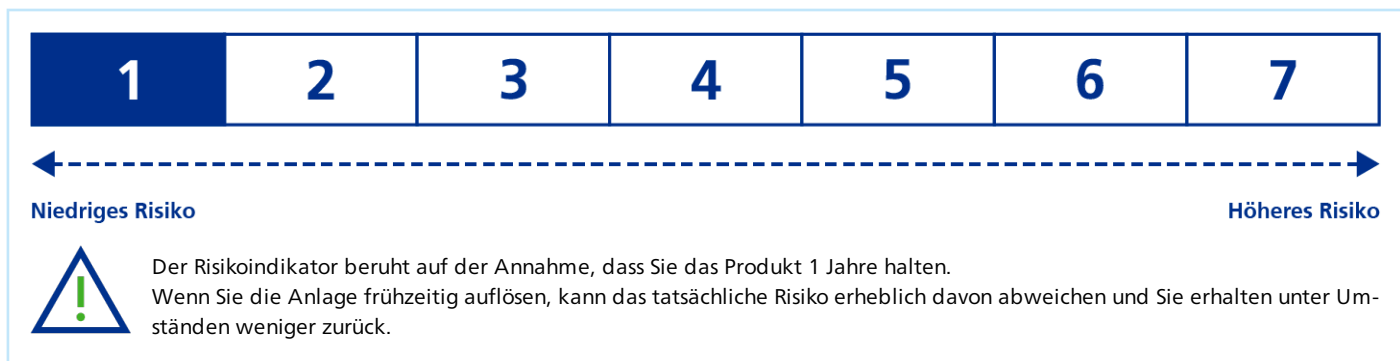 1 2 3 4 5 6 7
Niedriges Risiko Höheres Risiko
Der Risikoindikator beruht auf der Annahme, dass Sie das Produkt 1 Jahre halten.
Wenn Sie die Anlage frühzeitig auflösen, kann das tatsächliche Risiko erheblich davon abweichen und Sie erhalten unter Um-
ständen weniger zurück.